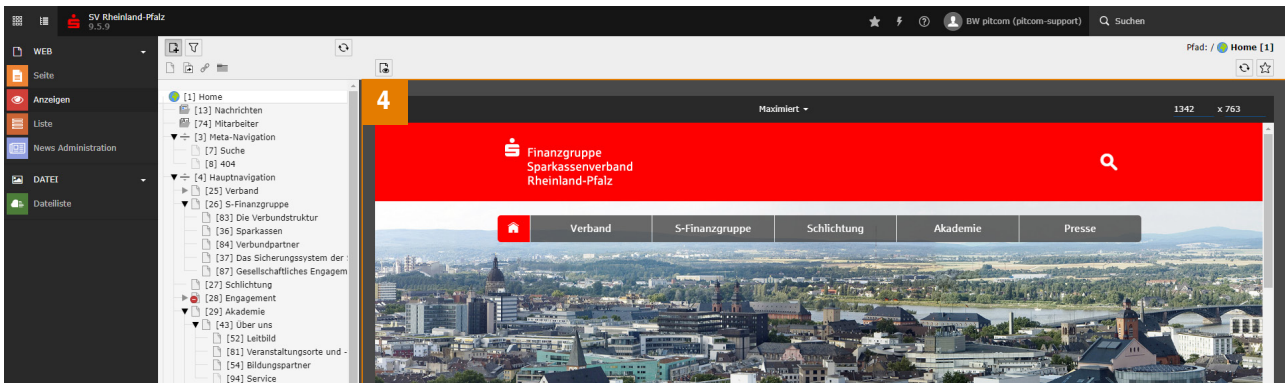 SV Rheinland-Pfalz
9.5.9
BW pitcom (pitcom-support)
Suchen
WEB
Seite
Anzeigen
Liste
News Administration
DATEI
Dateiliste
[1] Home
[13] Nachrichten
[74] Mitarbeiter
[3] Meta-Navigation
[7] Suche
[8] 404
[4] Hauptnavigation
[25] Verband
[26] S-Finanzgruppe
[83] Die Verbundstruktur
[36] Sparkassen
[84] Verbundpartner
[37] Das Sicherungssystem der
[87] Gesellschaftliches Engagem
[27] Schlichtung
[28] Engagement
[29] Akademie
[43] Über uns
[52] Leitbild
[81] Veranstaltungsorte und -
[54] Bildungspartner
[94] Service
Pfad: / Home [1]
4
Maximiert
1342 x 763
Finanzgruppe
Sparkassenverband
Rheinland-Pfalz
Verband S-Finanzgruppe Schlichtung Akademie Presse